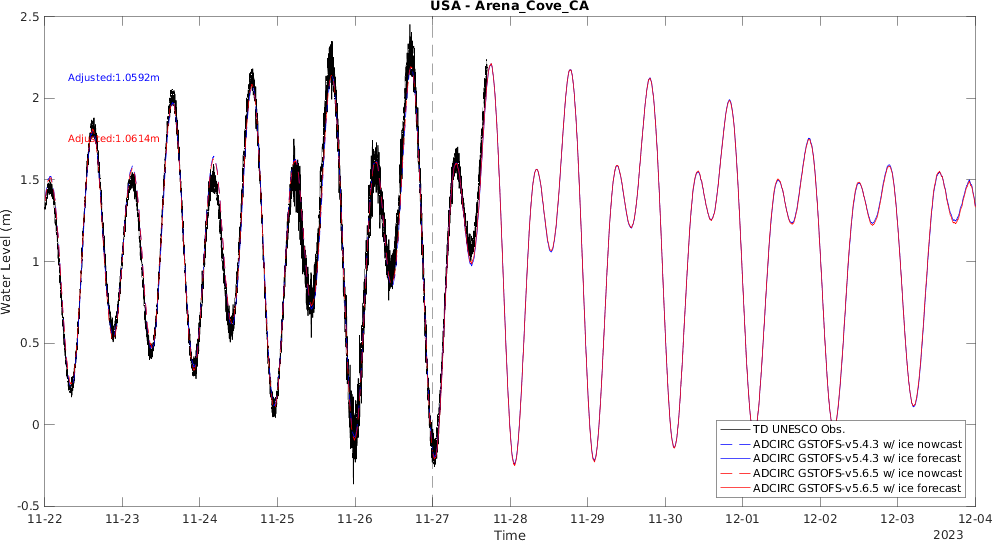 USA - Arena_Cove_CA
2.5
2
1.5
1
0.5
0
-0.5
Water Level (m)
Adjusted:1.0592m
Adjusted:1.0614m
TD UNESCO Obs.
ADCIRC GSTOFS-v5.4.3 w/ ice nowcast
ADCIRC GSTOFS-v5.4.3 w/ ice forecast
ADCIRC GSTOFS-v5.6.5 w/ ice nowcast
ADCIRC GSTOFS-v5.6.5 w/ ice forecast
11-22 11-23 11-24 11-25 11-26 11-27 11-28 11-29 11-30 12-01 12-02 12-03 12-04
Time
2023